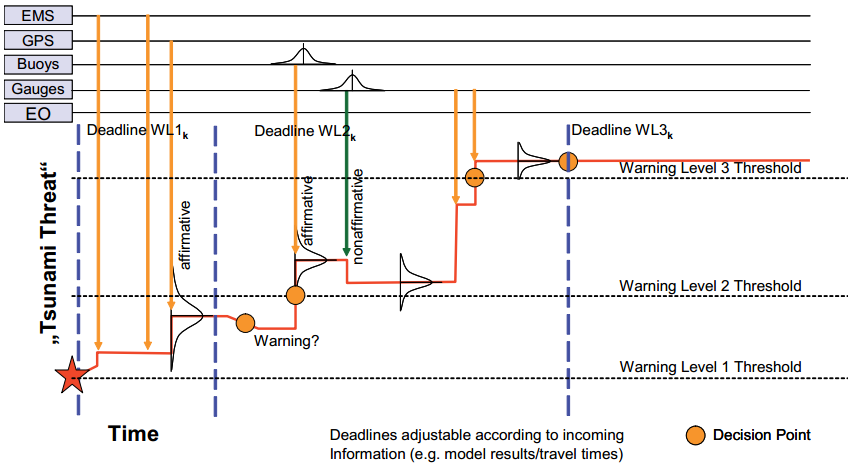 EMS
GPS
Buoys
Gauges
EO
Deadline WL1k
Deadline WL2k
Deadline WL3k
„Tsunami Threat“
affirmative
affirmative
nonaffirmative
Warning Level 3 Threshold
Warning Level 2 Threshold
Warning?
Warning Level 1 Threshold
Time
Deadlines adjustable according to incoming
Information (e.g. model results/travel times)
Decision Point